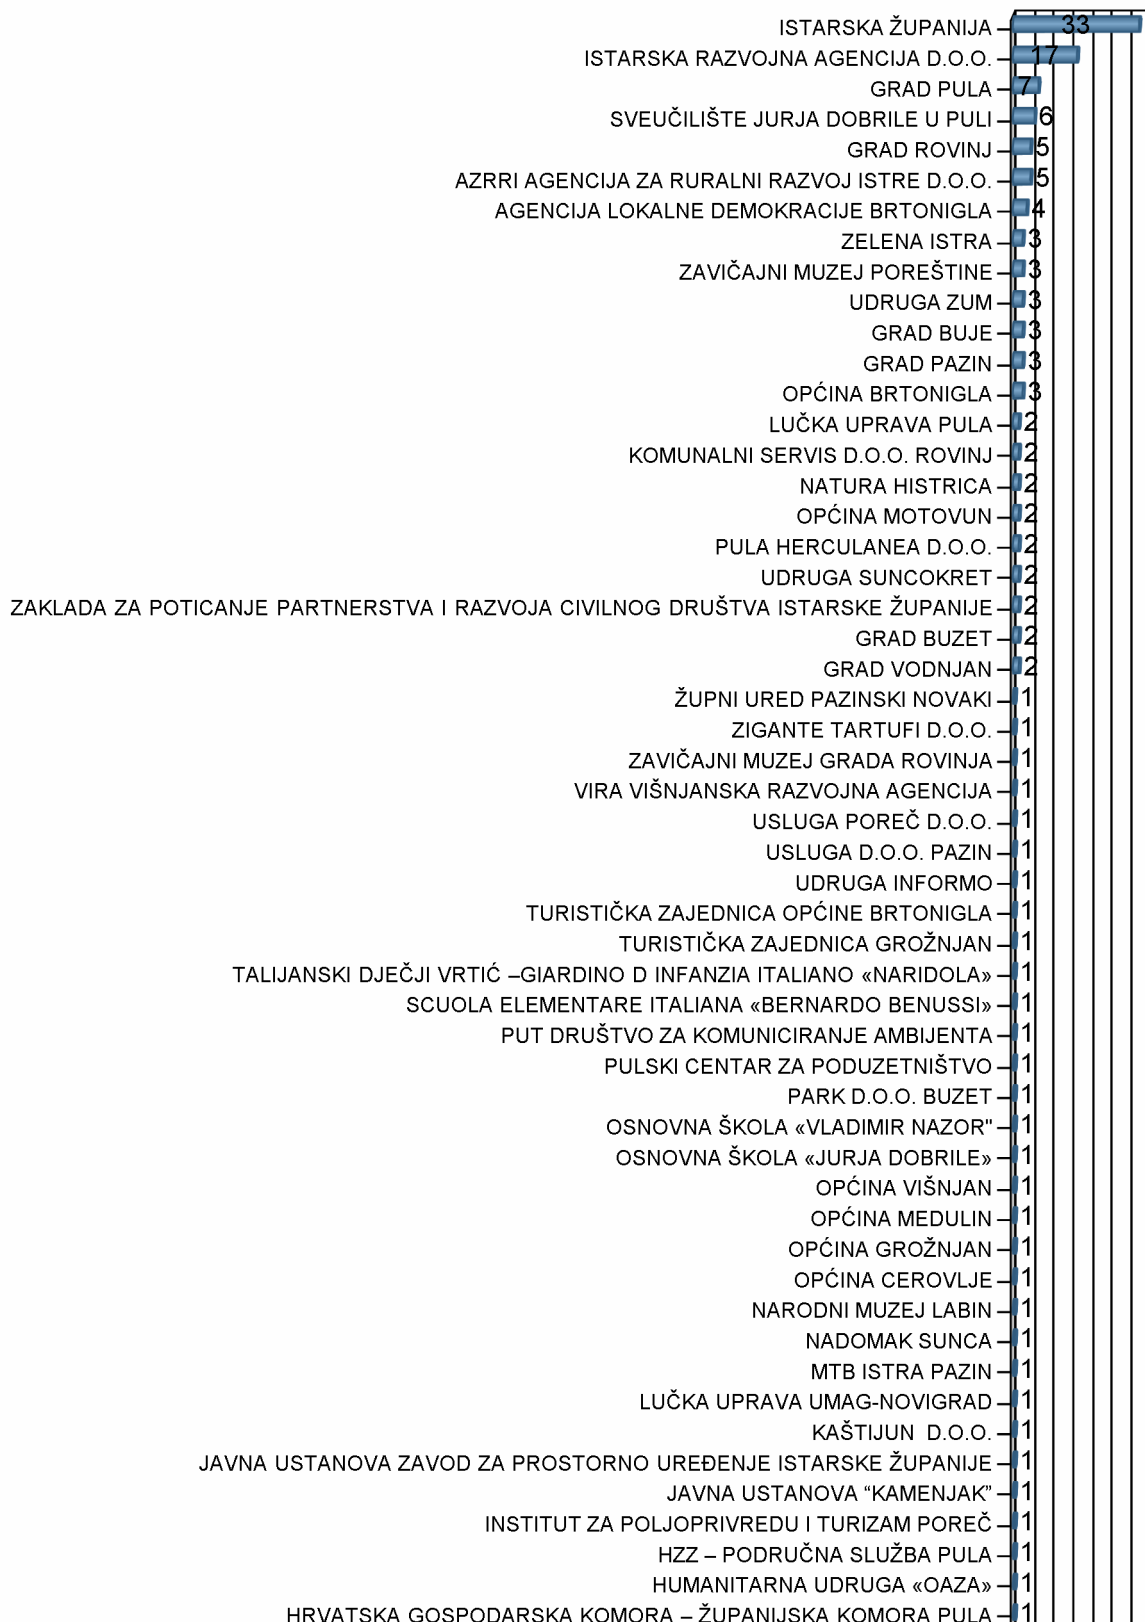 ISTARSKA ŽUPANIJA 33
ISTARSKA RAZVOJNA AGENCIJA D.O.O. 17
GRAD PULA 7
SVEUČILIŠTE JURJA DOBRILE U PULI 6
GRAD ROVINJ 5
AZRRI AGENCIJA ZA RURALNI RAZVOJ ISTRE D.O.O. 5
AGENCIJA LOKALNE DEMOKRACIJE BRTONIGLA 4
ZELENA ISTRA 3
ZAVIČAJNI MUZEJ POREŠTINE 3
UDRUGA ZUM 3
GRAD BUJE 3
GRAD PAZIN 3
OPĆINA BRTONIGLA 3
LUČKA UPRAVA PULA 2
KOMUNALNI SERVIS D.O.O. ROVINJ 2
NATURA HISTRICA 2
OPĆINA MOTOVUN 2
PULA HERCULANEA D.O.O. 2
UDRUGA SUNCOKRET 2
ZAKLADA ZA POTICANJE PARTNERSTVA I RAZVOJA CIVILNOG DRUŠTVA ISTARSKE ŽUPANIJE 2
GRAD BUZET 2
GRAD VODNJAN 2
ŽUPNI URED PAZINSKI NOVAKI 1
ZIGANTE TARTUFI D.O.O. 1
ZAVIČAJNI MUZEJ GRADA ROVINJA 1
VIRA VIŠNJANSKA RAZVOJNA AGENCIJA 1
USLUGA POREČ D.O.O. 1
USLUGA D.O.O. PAZIN 1
UDRUGA INFORMO 1
TURISTIČKA ZAJEDNICA OPĆINE BRTONIGLA 1
TURISTIČKA ZAJEDNICA GROŽNJAN 1
TALIJANSKI DJEČJI VRTIĆ –GIARDINO D INFANZIA ITALIANO «NARIDOLA» 1
SCUOLA ELEMENTARE ITALIANA «BERNARDO BENUSSI» 1
PUT DRUŠTVO ZA KOMUNICIRANJE AMBIJENTA 1
PULSKI CENTAR ZA PODUZETNIŠTVO 1
PARK D.O.O. BUZET 1
OSNOVNA ŠKOLA «VLADIMIR NAZOR" 1
OSNOVNA ŠKOLA «JURJA DOBRILE» 1
OPĆINA VIŠNJAN 1
OPĆINA MEDULIN 1
OPĆINA GROŽNJAN 1
OPĆINA CEROVLJE 1
NARODNI MUZEJ LABIN 1
NADOMAK SUNCA 1
MTB ISTRA PAZIN 1
LUČKA UPRAVA UMAG-NOVIGRAD 1
KAŠTIJUN D.O.O. 1
JAVNA USTANOVA ZAVOD ZA PROSTORNO UREĐENJE ISTARSKE ŽUPANIJE 1
JAVNA USTANOVA “KAMENJAK” 1
INSTITUT ZA POLJOPRIVREDU I TURIZAM POREČ 1
HZZ – PODRUČNA SLUŽBA PULA 1
HUMANITARNA UDRUGA «OAZA» 1
HRVATSKA GOSPODARSKA KOMORA – ŽUPANIJSKA KOMORA PULA 1